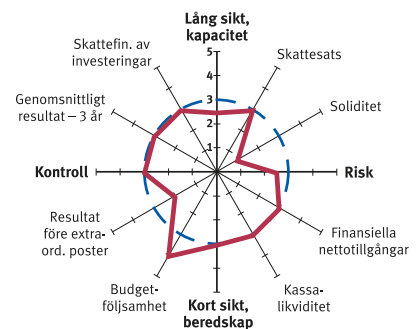 Lång sikt,
kapacitet
Skattefin. av
investeringar
Skattesats
Genomsnittligt
resultat – 3 år
Soliditet
5
4
3
2
1
Kontroll
Risk
Resultat
före extra-
ord. poster
Finansiella
nettotillgångar
Budget-
följsamhet
Kassa-
likviditet
Kort sikt,
beredskap